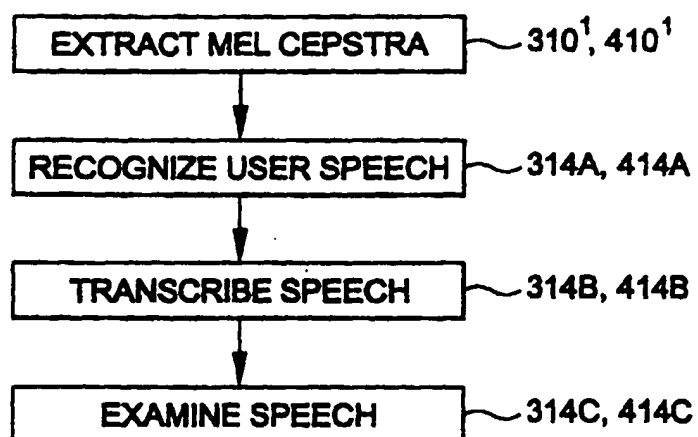 EXTRACT MEL CEPSTRA 310¹, 410¹
RECOGNIZE USER SPEECH 314A, 414A
TRANSCRIBE SPEECH 314B, 414B
EXAMINE SPEECH 314C, 414C